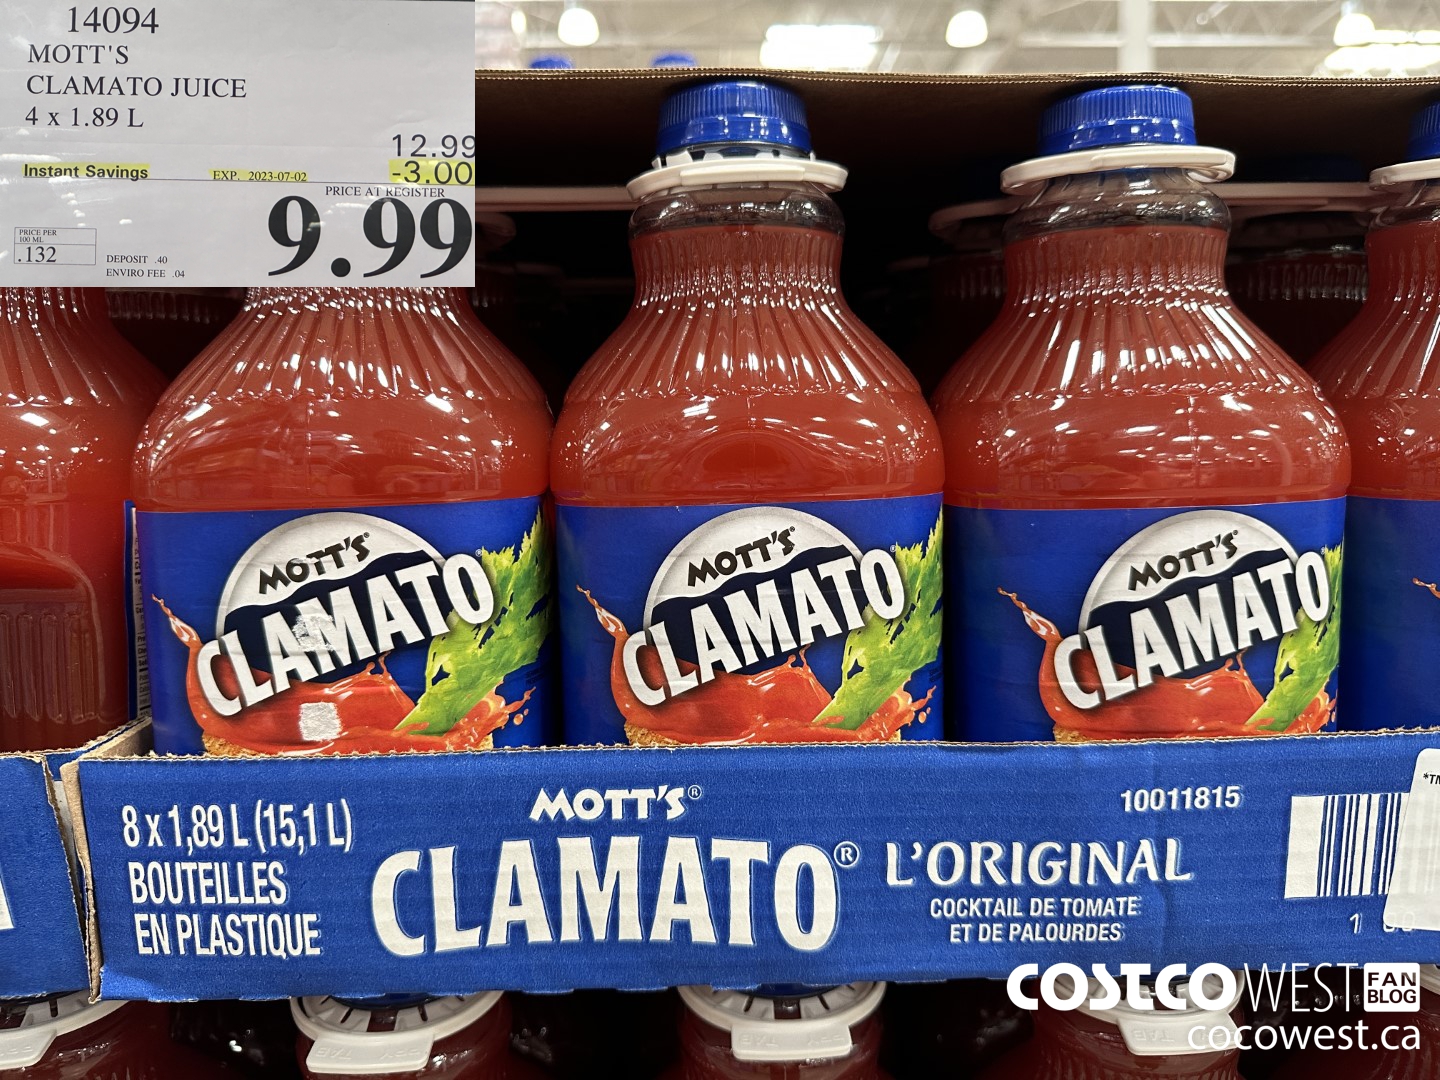 14094
MOTT'S
CLAMATO JUICE
4 x 1.89 L
12.99
Instant Savings EXP. 2023-07-02 -3.00
PRICE AT REGISTER
9.99
PRICE PER
100 ML
.132
DEPOSIT .40
ENVIRO FEE .04
MOTT'S®
CLAMATO®
MOTT'S®
CLAMATO®
MOTT'S®
CLAMATO
8 x 1,89 L (15,1 L)
BOUTEILLES
EN PLASTIQUE
MOTT'S®
CLAMATO®
10011815
L'ORIGINAL
COCKTAIL DE TOMATE
ET DE PALOURDES
COSTCO WEST FAN BLOG
cocowest.ca